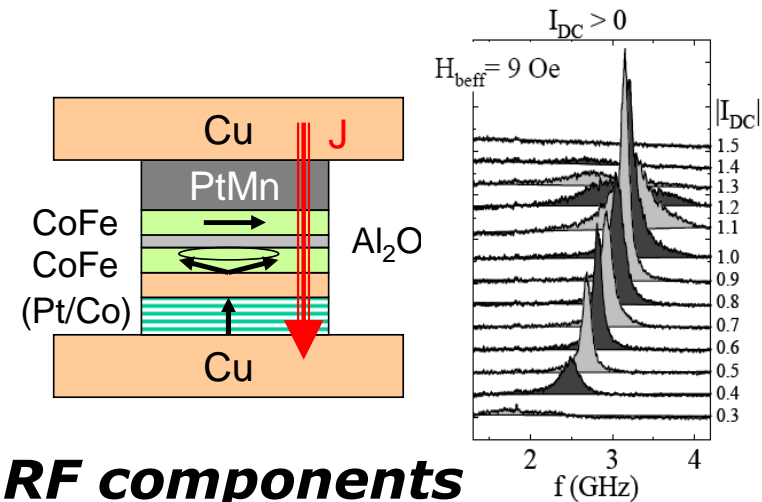 Cu J
PtMn
CoFe
CoFe
(Pt/Co)
Al₂O
Cu
RF components
I_DC > 0
H_beff = 9 Oe
|I_DC|
1.5
1.4
1.3
1.2
1.1
1.0
0.9
0.8
0.7
0.6
0.5
0.4
0.3
2 3 4
f (GHz)